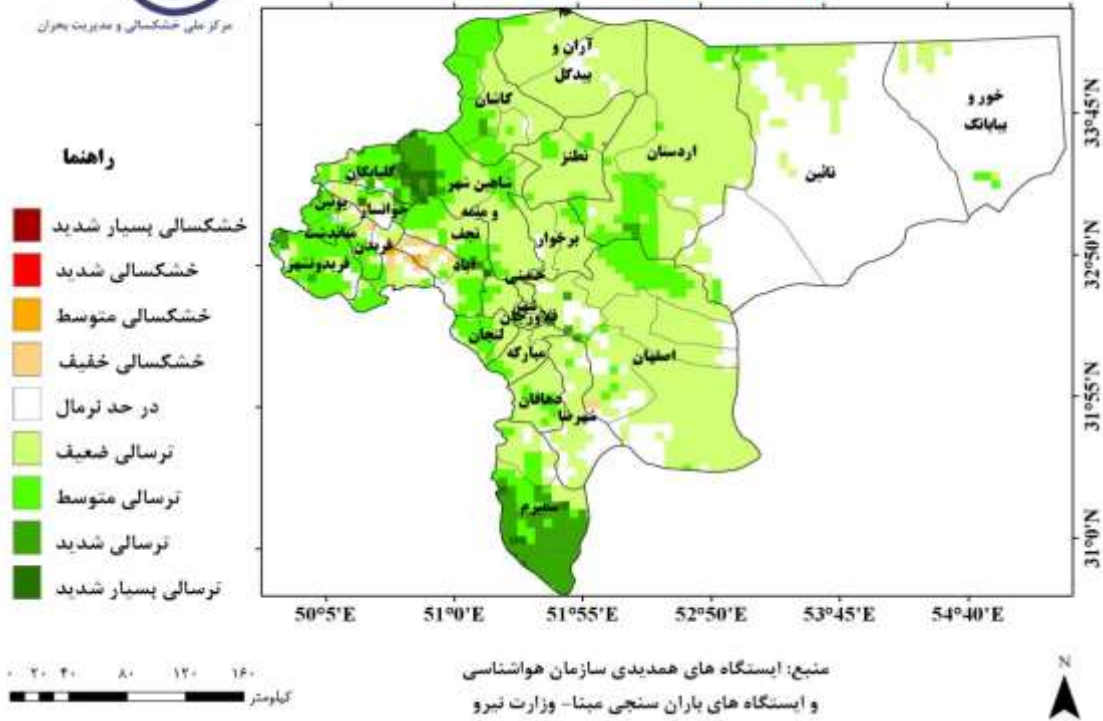 مرکز ملی خشکسالی و مدیریت بحران
راهنما
خشکسالی بسیار شدید
خشکسالی شدید
خشکسالی متوسط
خشکسالی خفیف
در حد نرمال
ترسالی ضعیف
ترسالی متوسط
ترسالی شدید
ترسالی بسیار شدید
آران و
بیدگل
کاشان
خور و
بیابانک
نطنز
اردستان
نائین
گلپایگان
شاهین شهر
و میمه
خوانسار
نجف
آباد
برخوار
فریدن
فریدونشهر
خمینی
شهر
فلاورجان
لنجان
مبارکه
اصفهان
دهاقان
شهرضا
سمیرم
33°45'N
32°50'N
31°55'N
31°0'N
50°5'E
51°0'E
51°55'E
52°50'E
53°45'E
54°40'E
۰ ۲۰ ۴۰ ۸۰ ۱۲۰ ۱۶۰
کیلومتر
منبع: ایستگاه های همدیدی سازمان هواشناسی
و ایستگاه های باران سنجی مبنا- وزارت نیرو
N